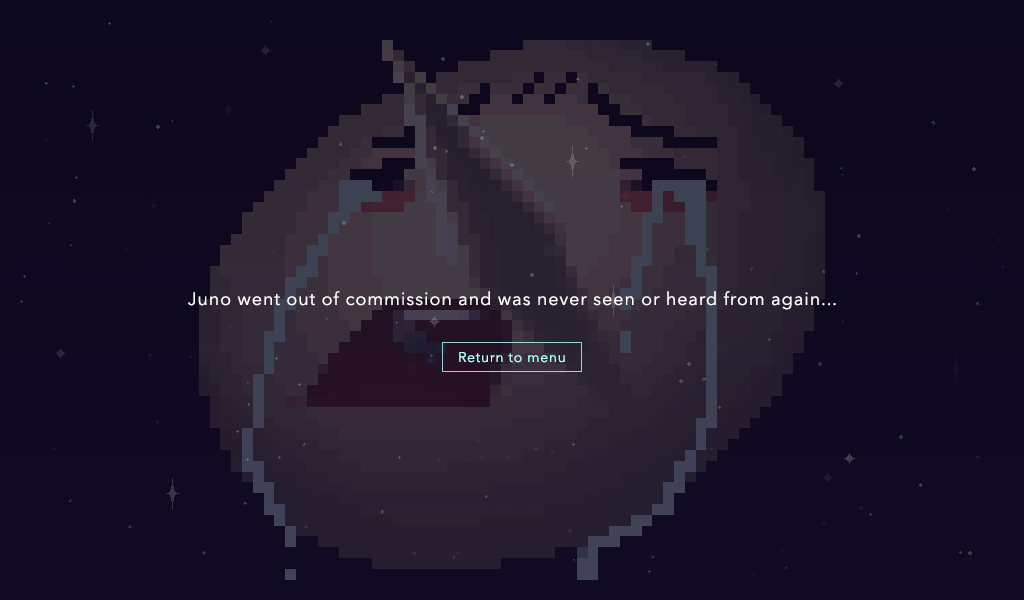 Juno went out of commission and was never seen or heard from again...
Return to menu